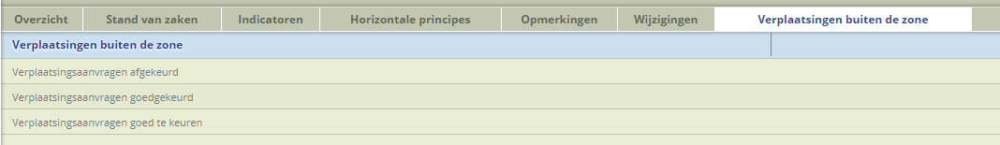 Overzicht Stand van zaken Indicatoren Horizontale principes Opmerkingen Wijzigingen Verplaatsingen buiten de zone
Verplaatsingen buiten de zone
Verplaatsingsaanvragen afgekeurd
Verplaatsingsaanvragen goedgekeurd
Verplaatsingsaanvragen goed te keuren